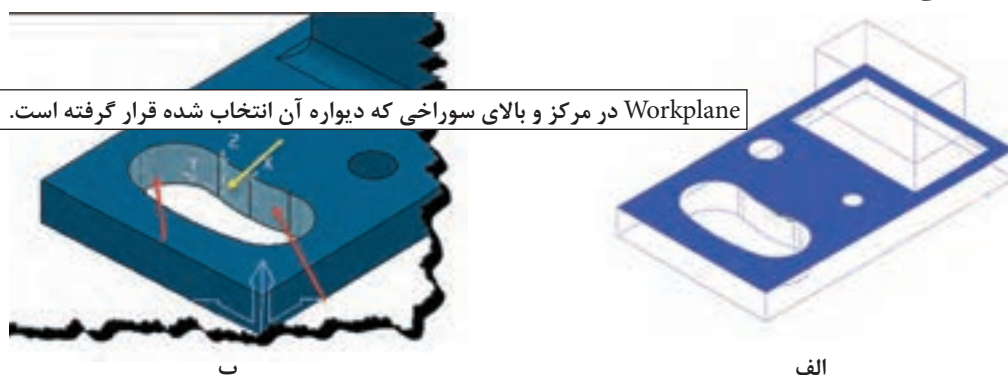 Workplane در مرکز و بالای سوراخی که دیواره آن انتخاب شده قرار گرفته است.
Z
X
Y
الف
ب